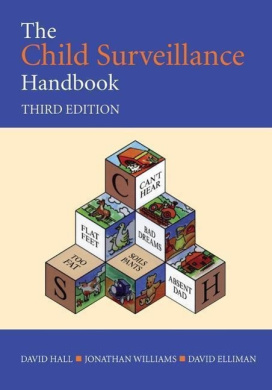 The
Child Surveillance
Handbook
THIRD EDITION
C
CAN'T
HEAR
FLAT
FEET
BAD
DREAMS
TOO
FAT
SOILS
PANTS
ABSENT
DAD
S
H
DAVID HALL ■ JONATHAN WILLIAMS ■ DAVID ELLIMAN